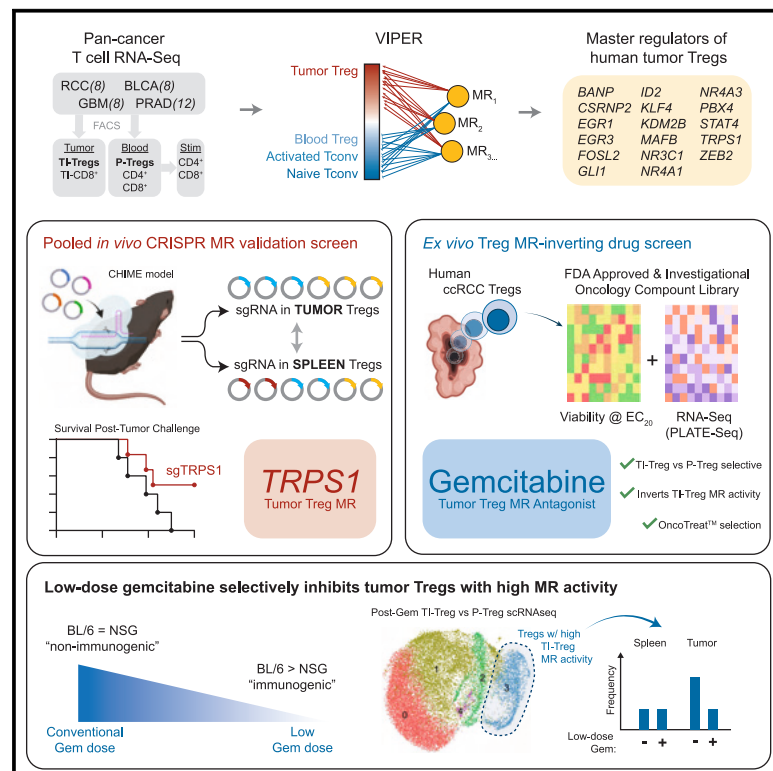 Pan-cancer
T cell RNA-Seq
RCC(8) BLCA(8)
GBM(8) PRAD(12)
FACS
Tumor
TI-Tregs
TI-CD8⁺
Blood
P-Tregs
CD4⁺
CD8⁺
Stim
CD4⁺
CD8⁺
VIPER
Tumor Treg
Blood Treg
Activated Tconv
Naive Tconv
MR₁
MR₂
MR₃...
Master regulators of
human tumor Tregs
BANP ID2 NR4A3
CSRNP2 KLF4 PBX4
EGR1 KDM2B STAT4
EGR3 MAFB TRPS1
FOSL2 NR3C1 ZEB2
GLI1 NR4A1
Pooled in vivo CRISPR MR validation screen
CHIME model
sgRNA in TUMOR Tregs
sgRNA in SPLEEN Tregs
Survival Post-Tumor Challenge
sgTRPS1
TRPS1
Tumor Treg MR
Ex vivo Treg MR-inverting drug screen
Human
ccRCC Tregs
FDA Approved & Investigational
Oncology Compound Library
+
Viability @ EC₂₀
RNA-Seq
(PLATE-Seq)
Gemcitabine
Tumor Treg MR Antagonist
✓ TI-Treg vs P-Treg selective
✓ Inverts TI-Treg MR activity
✓ OncoTreat™ selection
Low-dose gemcitabine selectively inhibits tumor Tregs with high MR activity
BL/6 = NSG
"non-immunogenic"
BL/6 > NSG
"immunogenic"
Conventional
Gem dose
Low
Gem dose
Post-Gem TI-Treg vs P-Treg scRNAseq
Tregs w/ high
TI-Treg
MR activity
0
1
2
3
Spleen Tumor
Frequency
Low-dose
Gem: - + - +